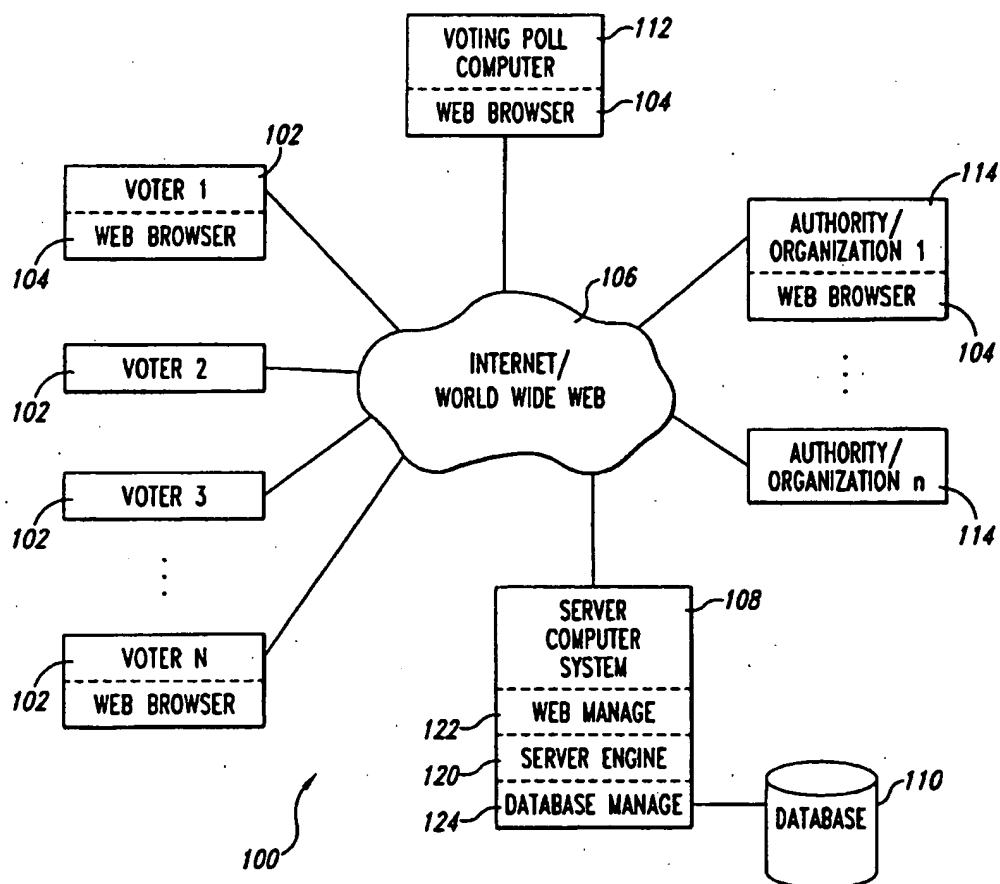 VOTING POLL
COMPUTER
WEB BROWSER
112
104
102
VOTER 1
WEB BROWSER
104
VOTER 2
102
VOTER 3
102
VOTER N
WEB BROWSER
102
106
INTERNET/
WORLD WIDE WEB
114
AUTHORITY/
ORGANIZATION 1
WEB BROWSER
104
AUTHORITY/
ORGANIZATION n
114
108
SERVER
COMPUTER
SYSTEM
WEB MANAGE
122
SERVER ENGINE
120
DATABASE MANAGE
124
DATABASE
110
100